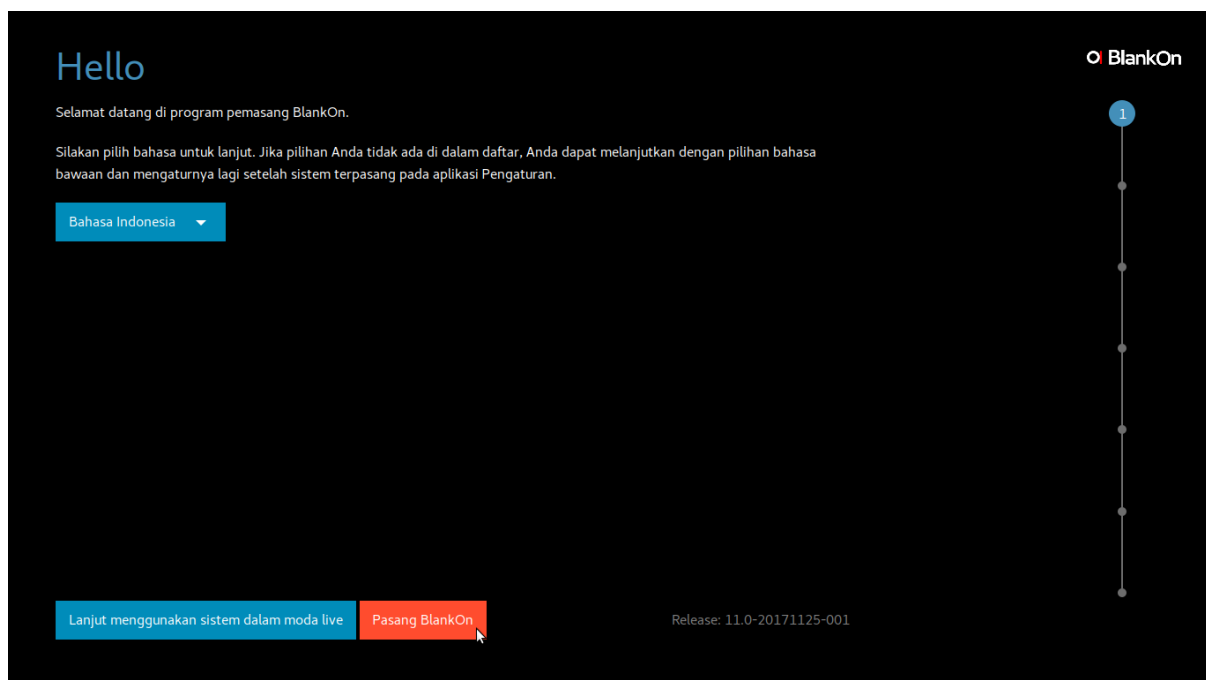 Hello
BlankOn
Selamat datang di program pemasang BlankOn.
1
Silakan pilih bahasa untuk lanjut. Jika pilihan Anda tidak ada di dalam daftar, Anda dapat melanjutkan dengan pilihan bahasa
bawaan dan mengaturnya lagi setelah sistem terpasang pada aplikasi Pengaturan.
Bahasa Indonesia
Lanjut menggunakan sistem dalam moda live
Pasang BlankOn
Release: 11.0-20171125-001